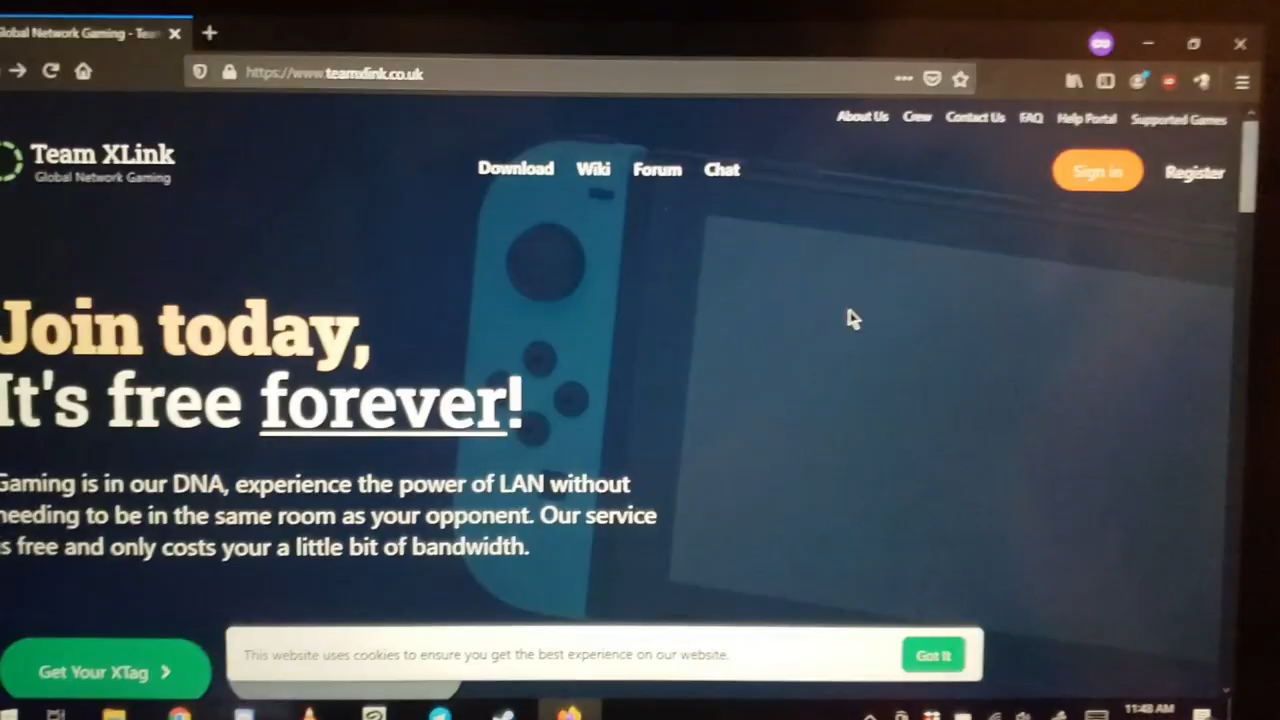 Global Network Gaming - Tea
https://www.teamxlink.co.uk
About Us Crew Contact Us FAQ Help Portal Supported Games
Team XLink
Global Network Gaming
Download Wiki Forum Chat
Sign in Register
Join today,
It's free forever!
Gaming is in our DNA, experience the power of LAN without
needing to be in the same room as your opponent. Our service
is free and only costs your a little bit of bandwidth.
Get Your XTag
This website uses cookies to ensure you get the best experience on our website.
Got It
11:48 AM